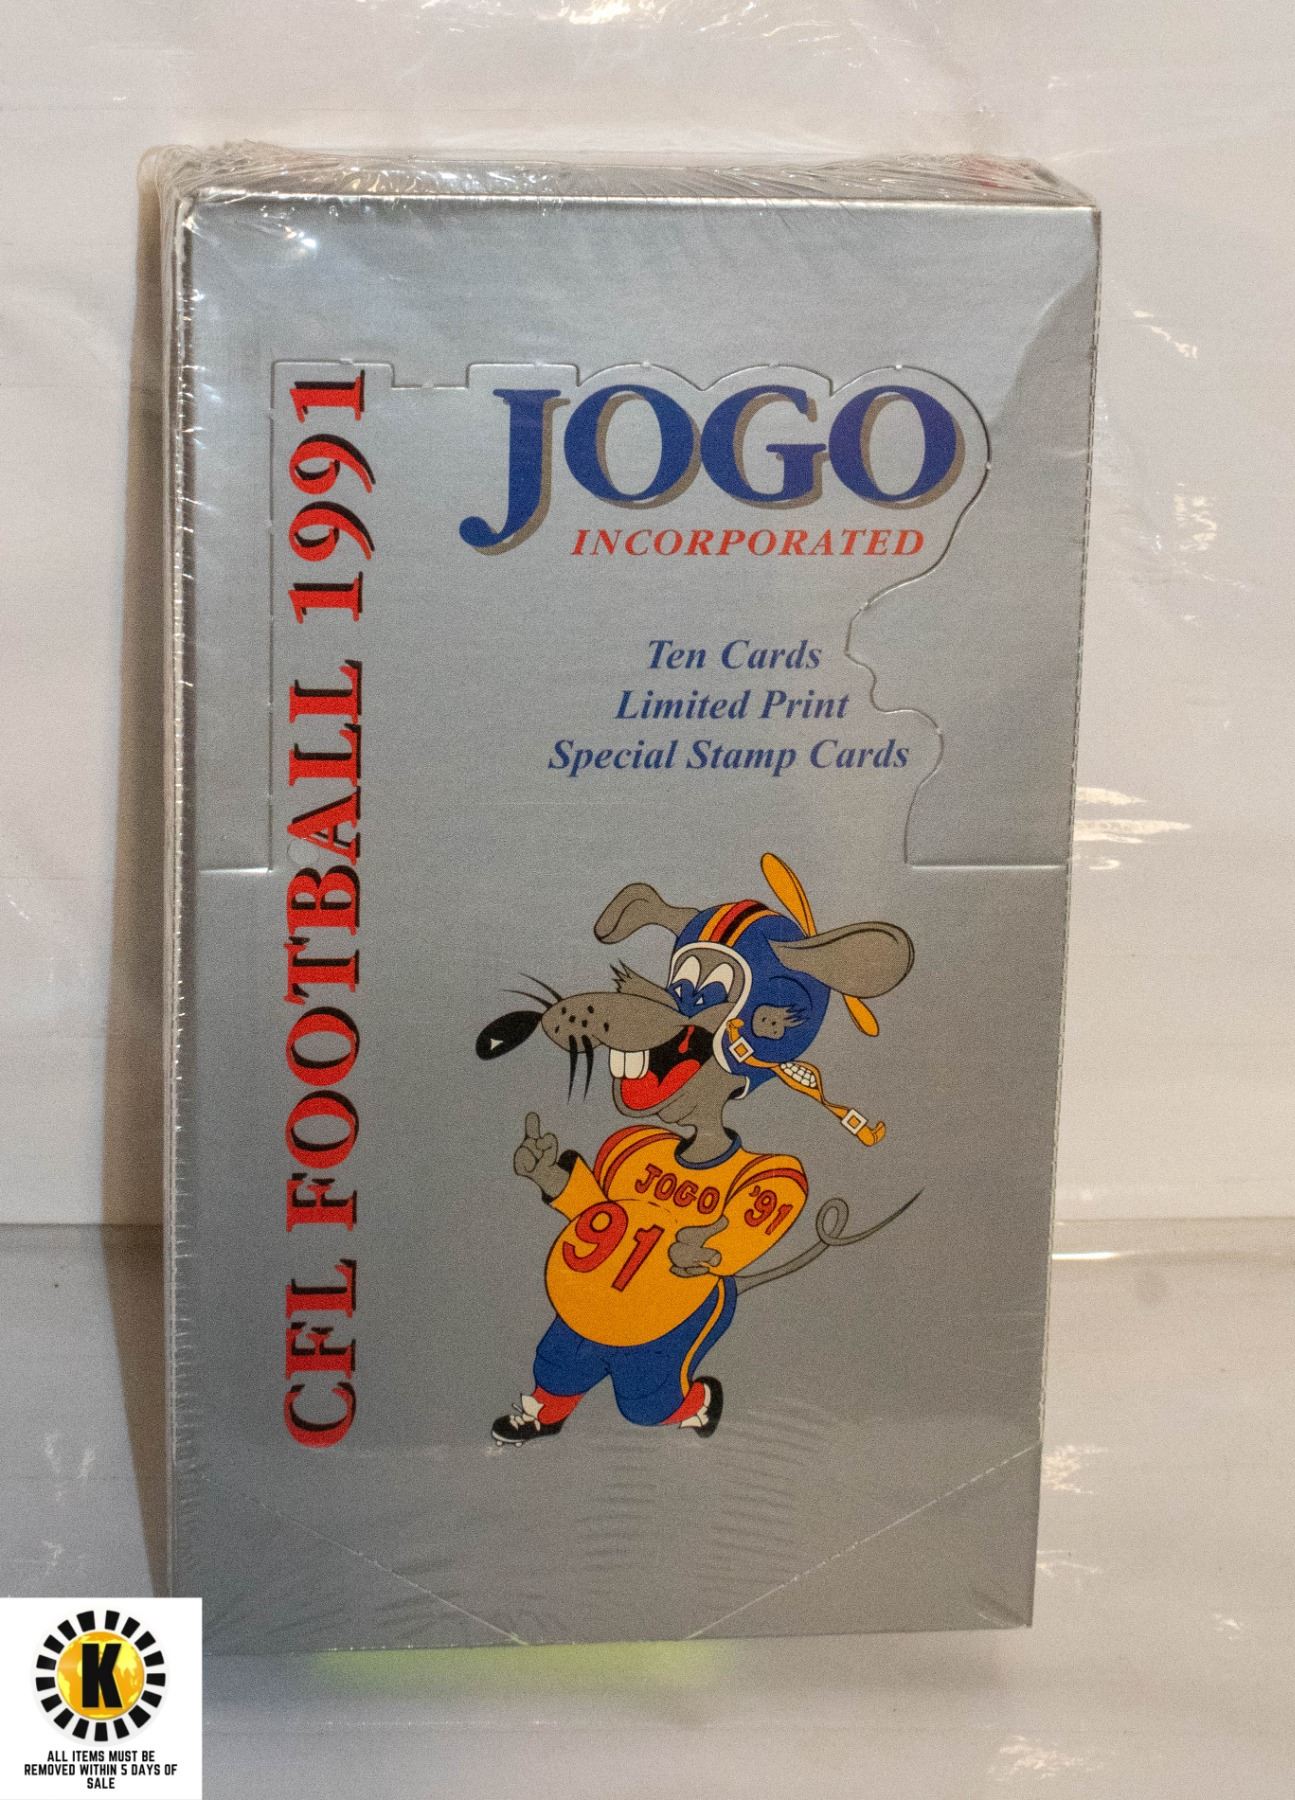 CFL FOOTBALL 1991
JOGO
INCORPORATED
Ten Cards
Limited Print
Special Stamp Cards
JOGO
'91
91
K
ALL ITEMS MUST BE
REMOVED WITHIN 5 DAYS OF
SALE